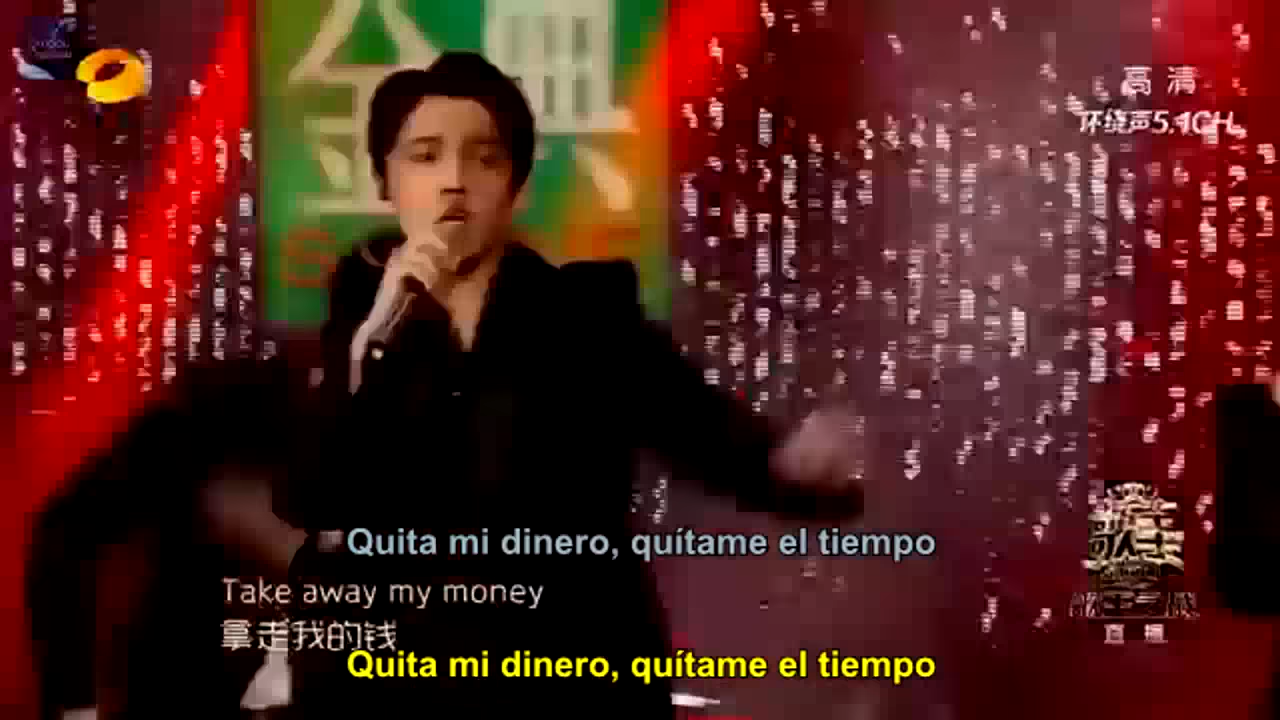 高清
环绕声5.1CH
Quita mi dinero, quítame el tiempo
Take away my money
拿走我的钱
Quita mi dinero, quítame el tiempo
直播